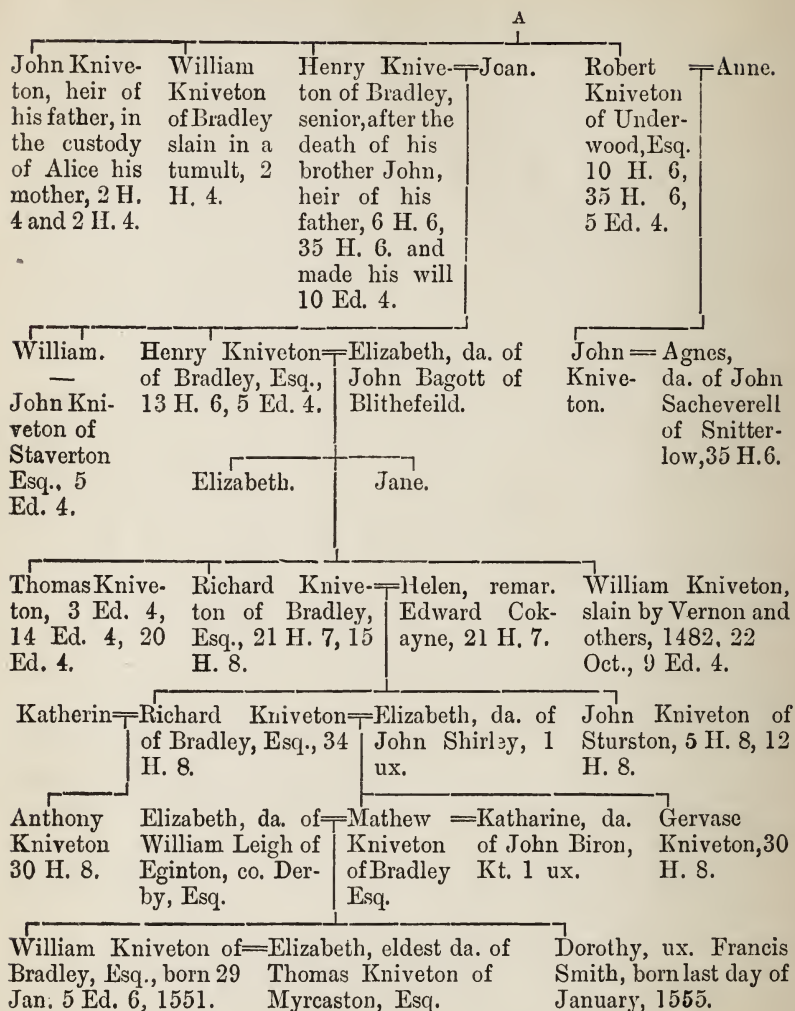 A
John Knive-
ton, heir of
his father, in
the custody
of Alice his
mother, 2 H.
4 and 2 H. 4.
William
Kniveton
of Bradley
slain in a
tumult, 2
H. 4.
Henry Knive-
ton of Bradley,
senior, after the
death of his
brother John,
heir of his
father, 6 H. 6,
35 H. 6. and
made his will
10 Ed. 4.
Joan.
Robert
Kniveton
of Under-
wood, Esq.
10 H. 6,
35 H. 6,
5 Ed. 4.
Anne.
William.
—
John Kni-
veton of
Staverton
Esq., 5
Ed. 4.
Henry Kniveton
of Bradley, Esq.,
13 H. 6, 5 Ed. 4.
Elizabeth, da. of
John Bagott of
Blithefeild.
John
Knive-
ton.
Agnes,
da. of John
Sacheverell
of Snitter-
low, 35 H. 6.
Elizabeth.
Jane.
Thomas Knive-
ton, 3 Ed. 4,
14 Ed. 4, 20
Ed. 4.
Richard Knive-
ton of Bradley,
Esq., 21 H. 7, 15
H. 8.
Helen, remar.
Edward Cok-
ayne, 21 H. 7.
William Kniveton,
slain by Vernon and
others, 1482, 22
Oct., 9 Ed. 4.
Katherin
Richard Kniveton
of Bradley, Esq., 34
H. 8.
Elizabeth, da. of
John Shirley, 1
ux.
John Kniveton of
Sturston, 5 H. 8, 12
H. 8.
Anthony
Kniveton
30 H. 8.
Elizabeth, da. of
William Leigh of
Eginton, co. Der-
by, Esq.
Mathew
Kniveton
of Bradley
Esq.
Katharine, da.
of John Biron,
Kt. 1 ux.
Gervase
Kniveton, 30
H. 8.
William Kniveton of
Bradley, Esq., born 29
Jan. 5 Ed. 6, 1551.
Elizabeth, eldest da. of
Thomas Kniveton of
Myrcaston, Esq.
Dorothy, ux. Francis
Smith, born last day of
January, 1555.